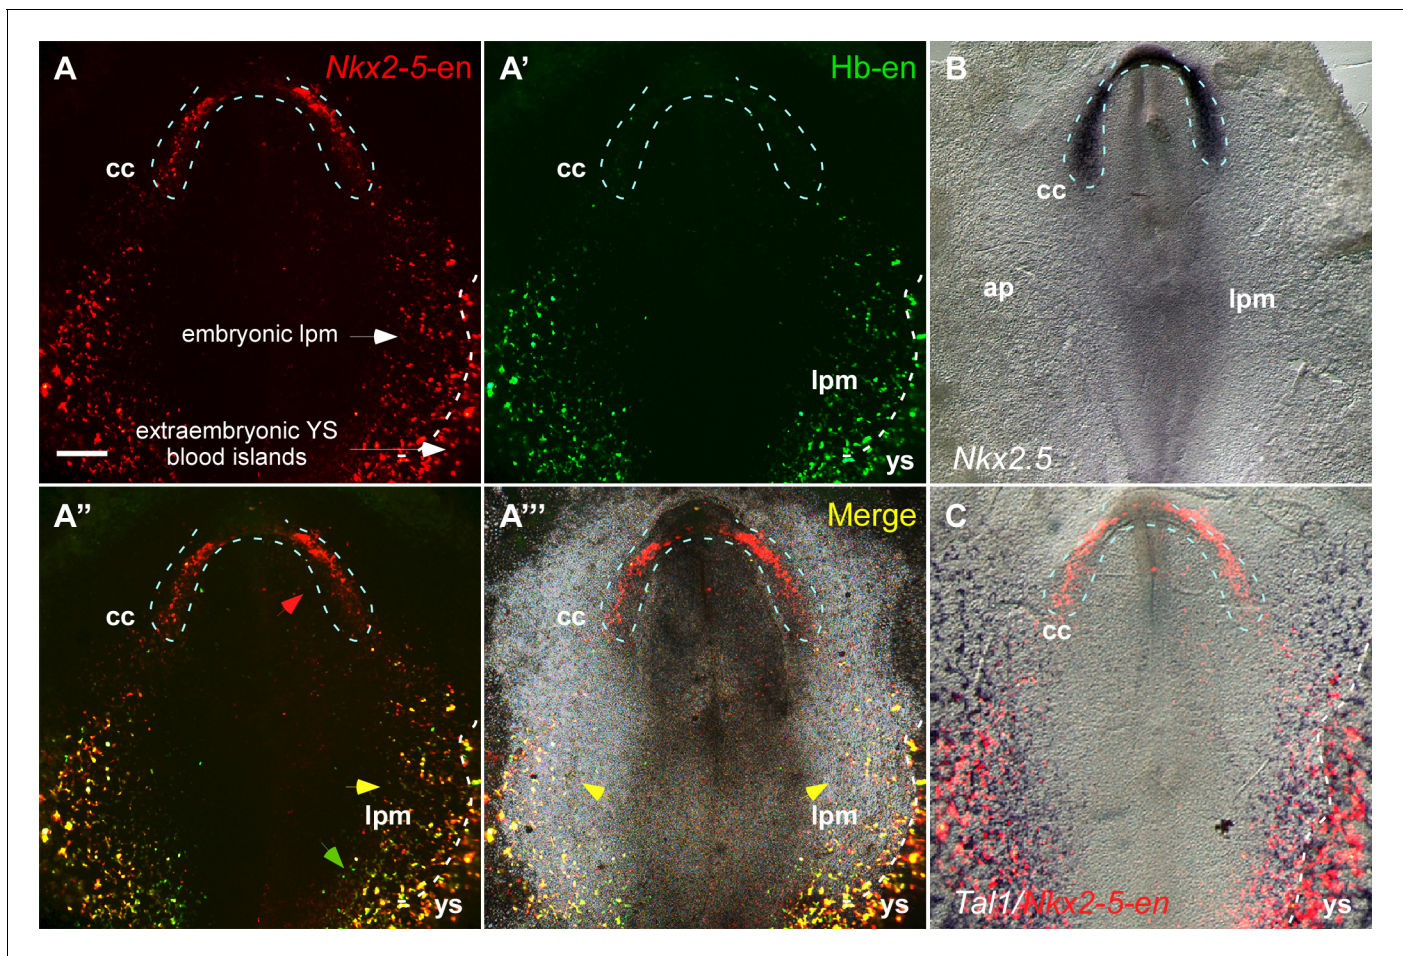 A
Nkx2-5-en
cc
embryonic lpm
extraembryonic YS
blood islands
A’
Hb-en
cc
lpm
ys
B
cc
ap
lpm
Nkx2.5
A’’
cc
lpm
ys
A’’’
Merge
cc
lpm
ys
C
cc
Tal1/Nkx2-5-en
ys